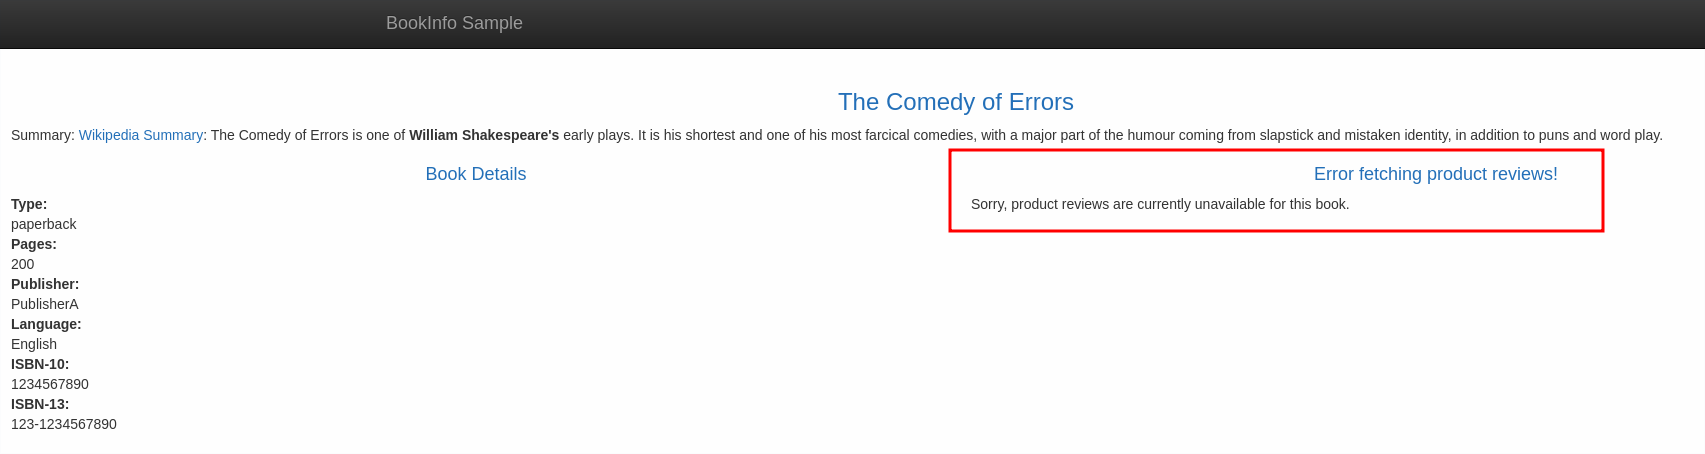 BookInfo Sample
The Comedy of Errors
Summary: Wikipedia Summary: The Comedy of Errors is one of William Shakespeare's early plays. It is his shortest and one of his most farcical comedies, with a major part of the humour coming from slapstick and mistaken identity, in addition to puns and word play.
Book Details
Type:
paperback
Pages:
200
Publisher:
PublisherA
Language:
English
ISBN-10:
1234567890
ISBN-13:
123-1234567890
Error fetching product reviews!
Sorry, product reviews are currently unavailable for this book.